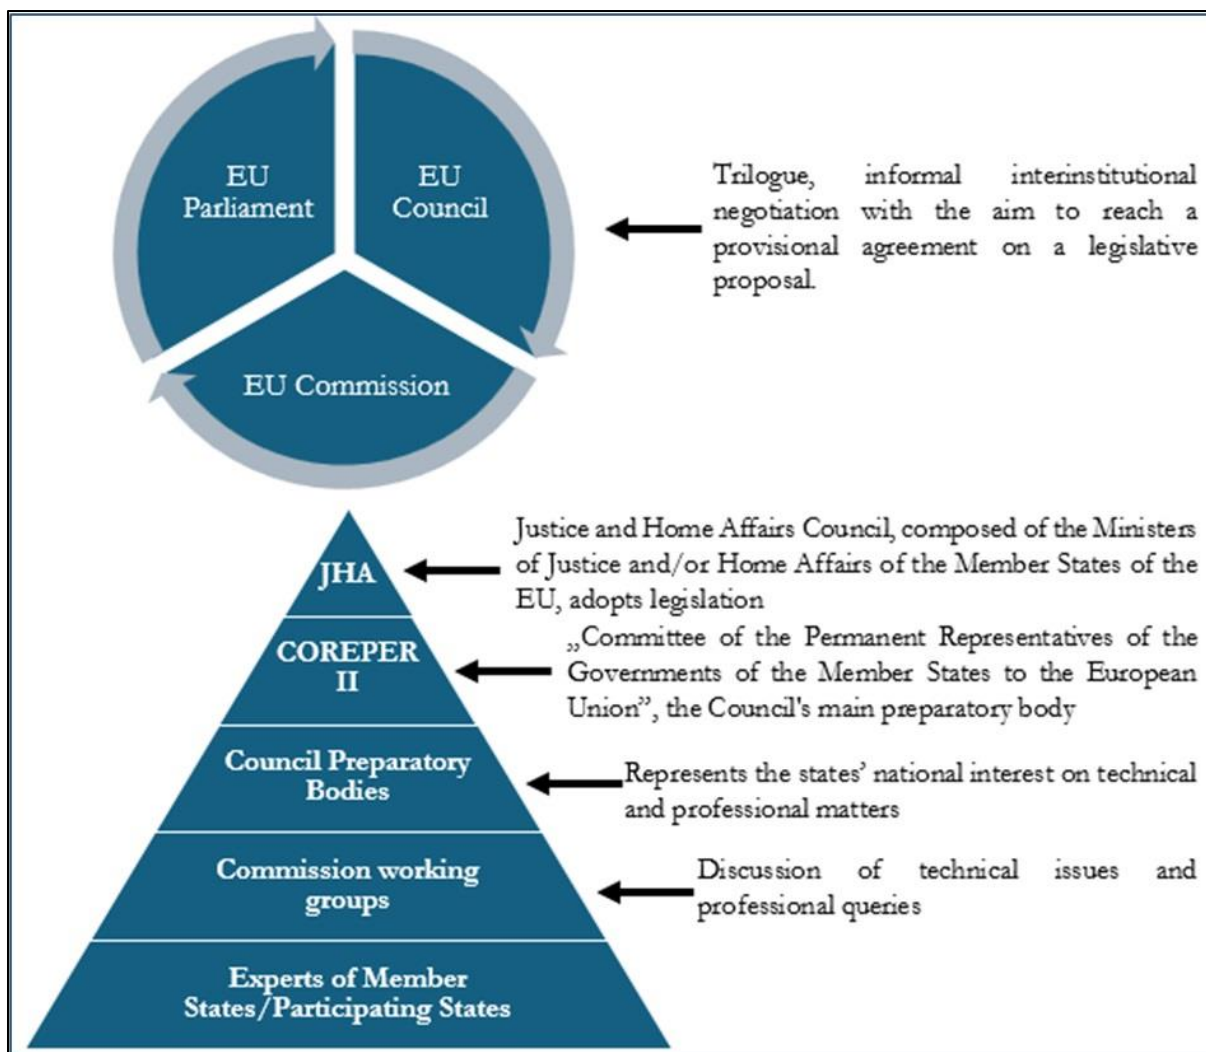 EU
Parliament
EU
Council
EU Commission
Trilogue, informal interinstitutional
negotiation with the aim to reach a
provisional agreement on a legislative
proposal.
JHA
Justice and Home Affairs Council, composed of the Ministers
of Justice and/or Home Affairs of the Member States of the
EU, adopts legislation
COREPER
II
„Committee of the Permanent Representatives of the
Governments of the Member States to the European
Union”, the Council's main preparatory body
Council Preparatory
Bodies
Represents the states’ national interest on technical
and professional matters
Commission working
groups
Discussion of technical issues and
professional queries
Experts of Member
States/Participating States